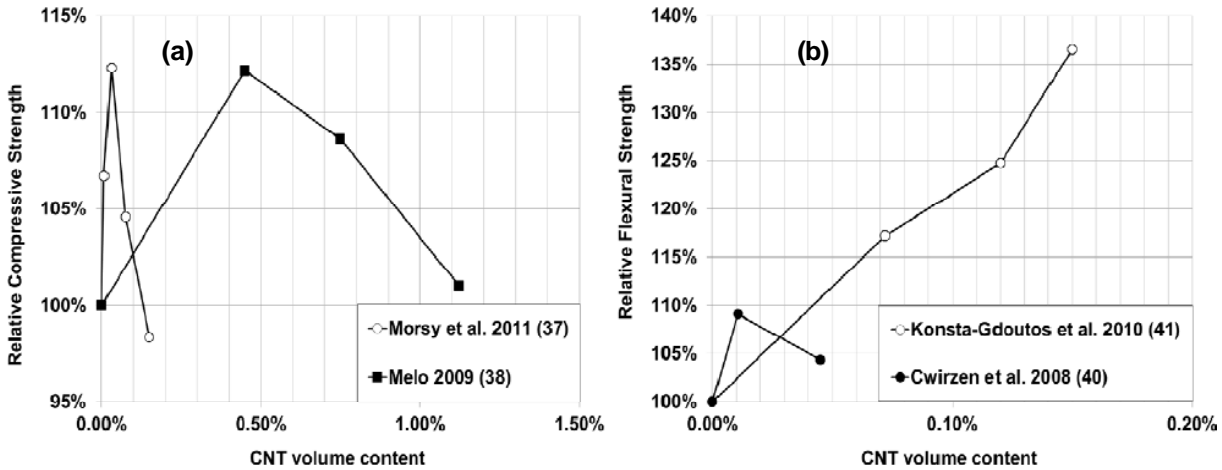 (a)
Relative Compressive Strength
115%
110%
105%
100%
95%
0.00%
0.50%
1.00%
1.50%
CNT volume content
Morsy et al. 2011 (37)
Melo 2009 (38)
(b)
Relative Flexural Strength
140%
135%
130%
125%
120%
115%
110%
105%
100%
0.00%
0.10%
0.20%
CNT volume content
Konsta-Gdoutos et al. 2010 (41)
Cwirzen et al. 2008 (40)